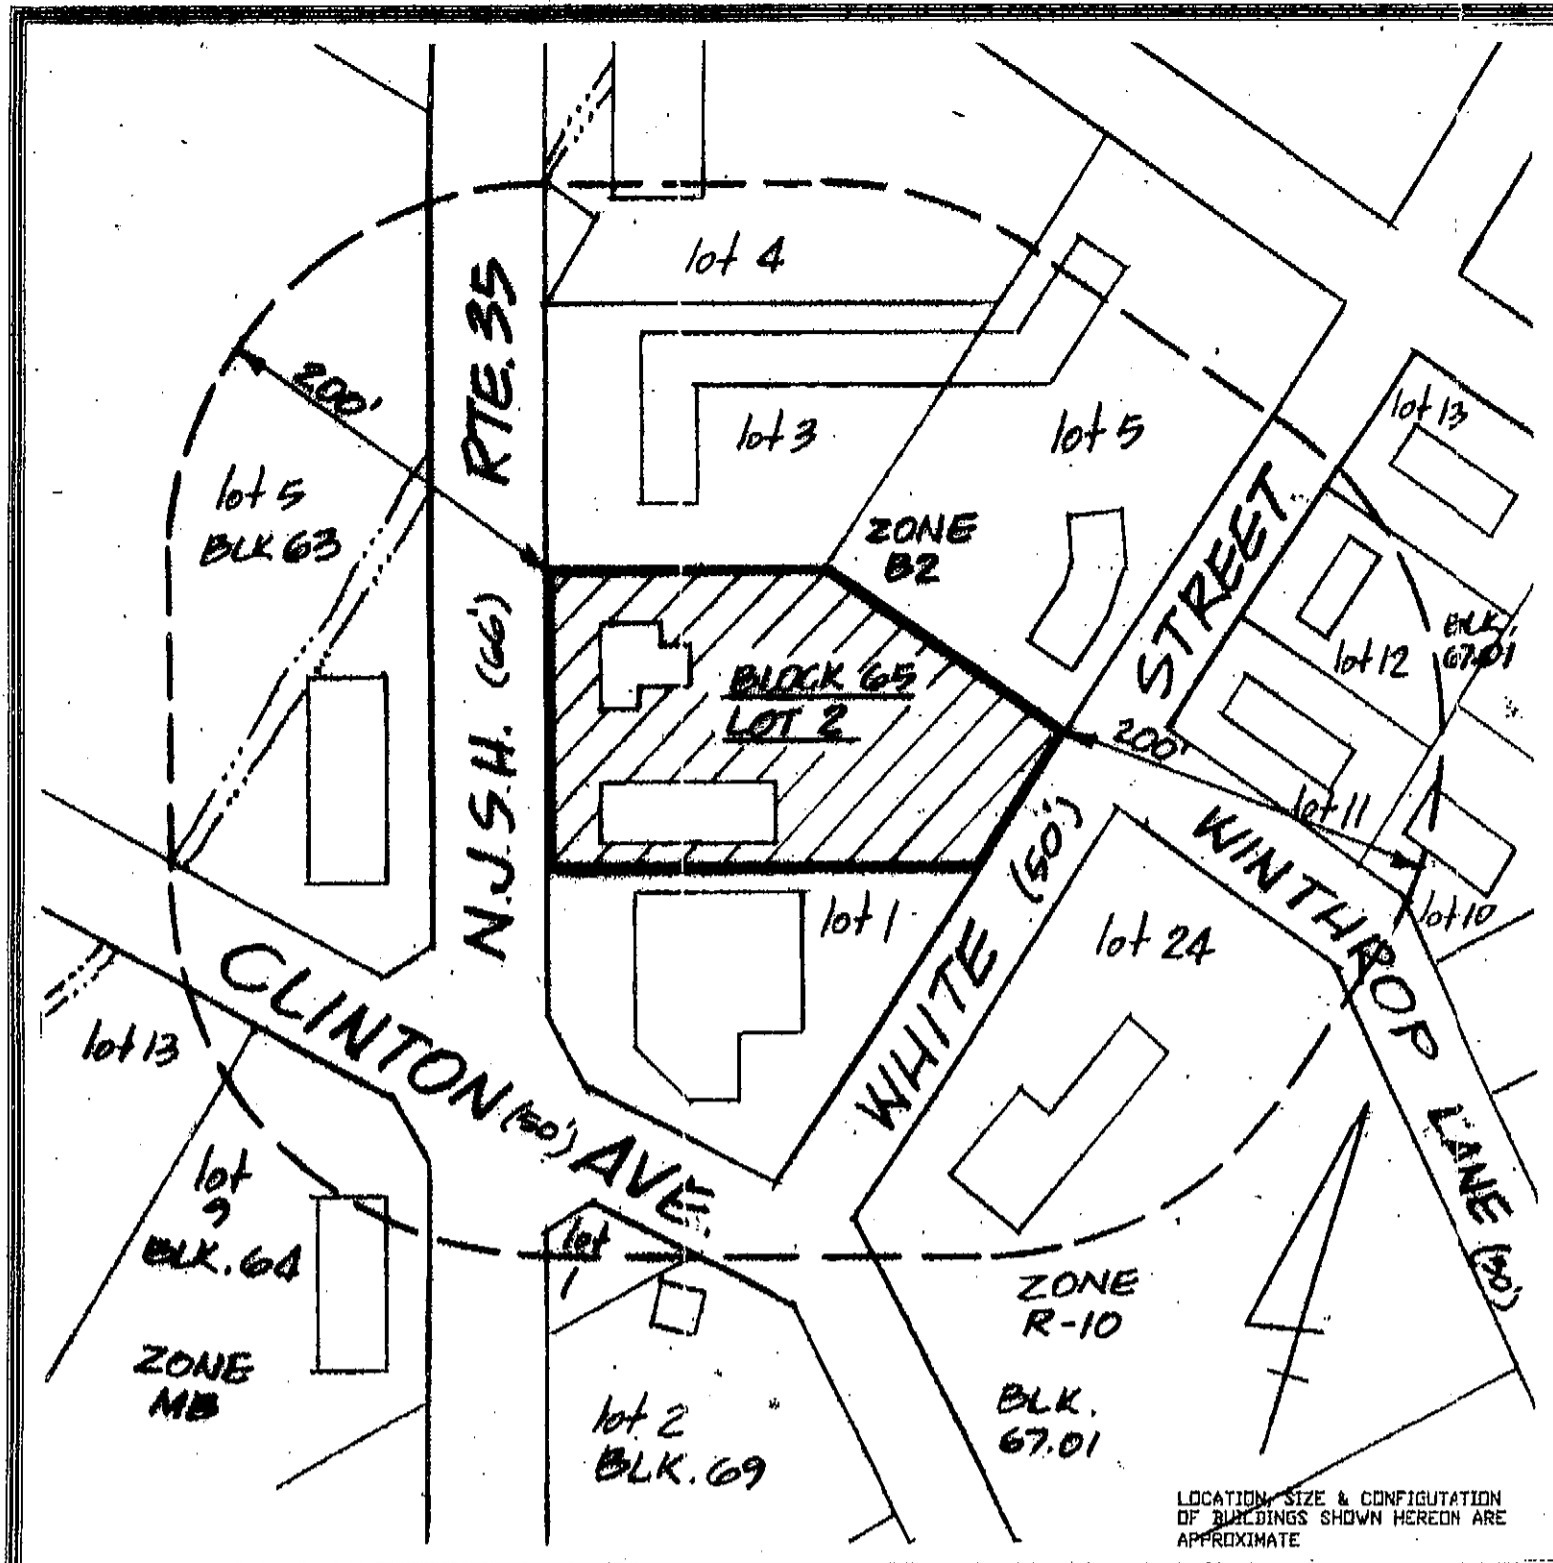 lot 4
RTE. 35
200'
lot 13
lot 3
lot 5
lot 5
BLK 63
ZONE
B2
STREET
BLK
67.01
lot 12
N.J.S.H. (66')
BLOCK 65
LOT 2
200'
lot 11
WINTHROP LANE (50')
lot 10
lot 1
WHITE (50')
lot 24
CLINTON (50') AVE.
lot 13
lot
9
BLK. 64
lot
1
ZONE
R-10
ZONE
MB
BLK.
67.01
lot 2
BLK. 69
LOCATION, SIZE & CONFIGUTATION
OF BUILDINGS SHOWN HEREON ARE
APPROXIMATE